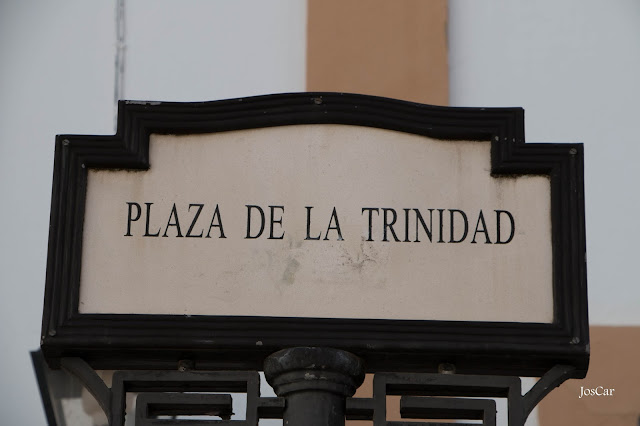 PLAZA DE LA TRINIDAD
JosCar